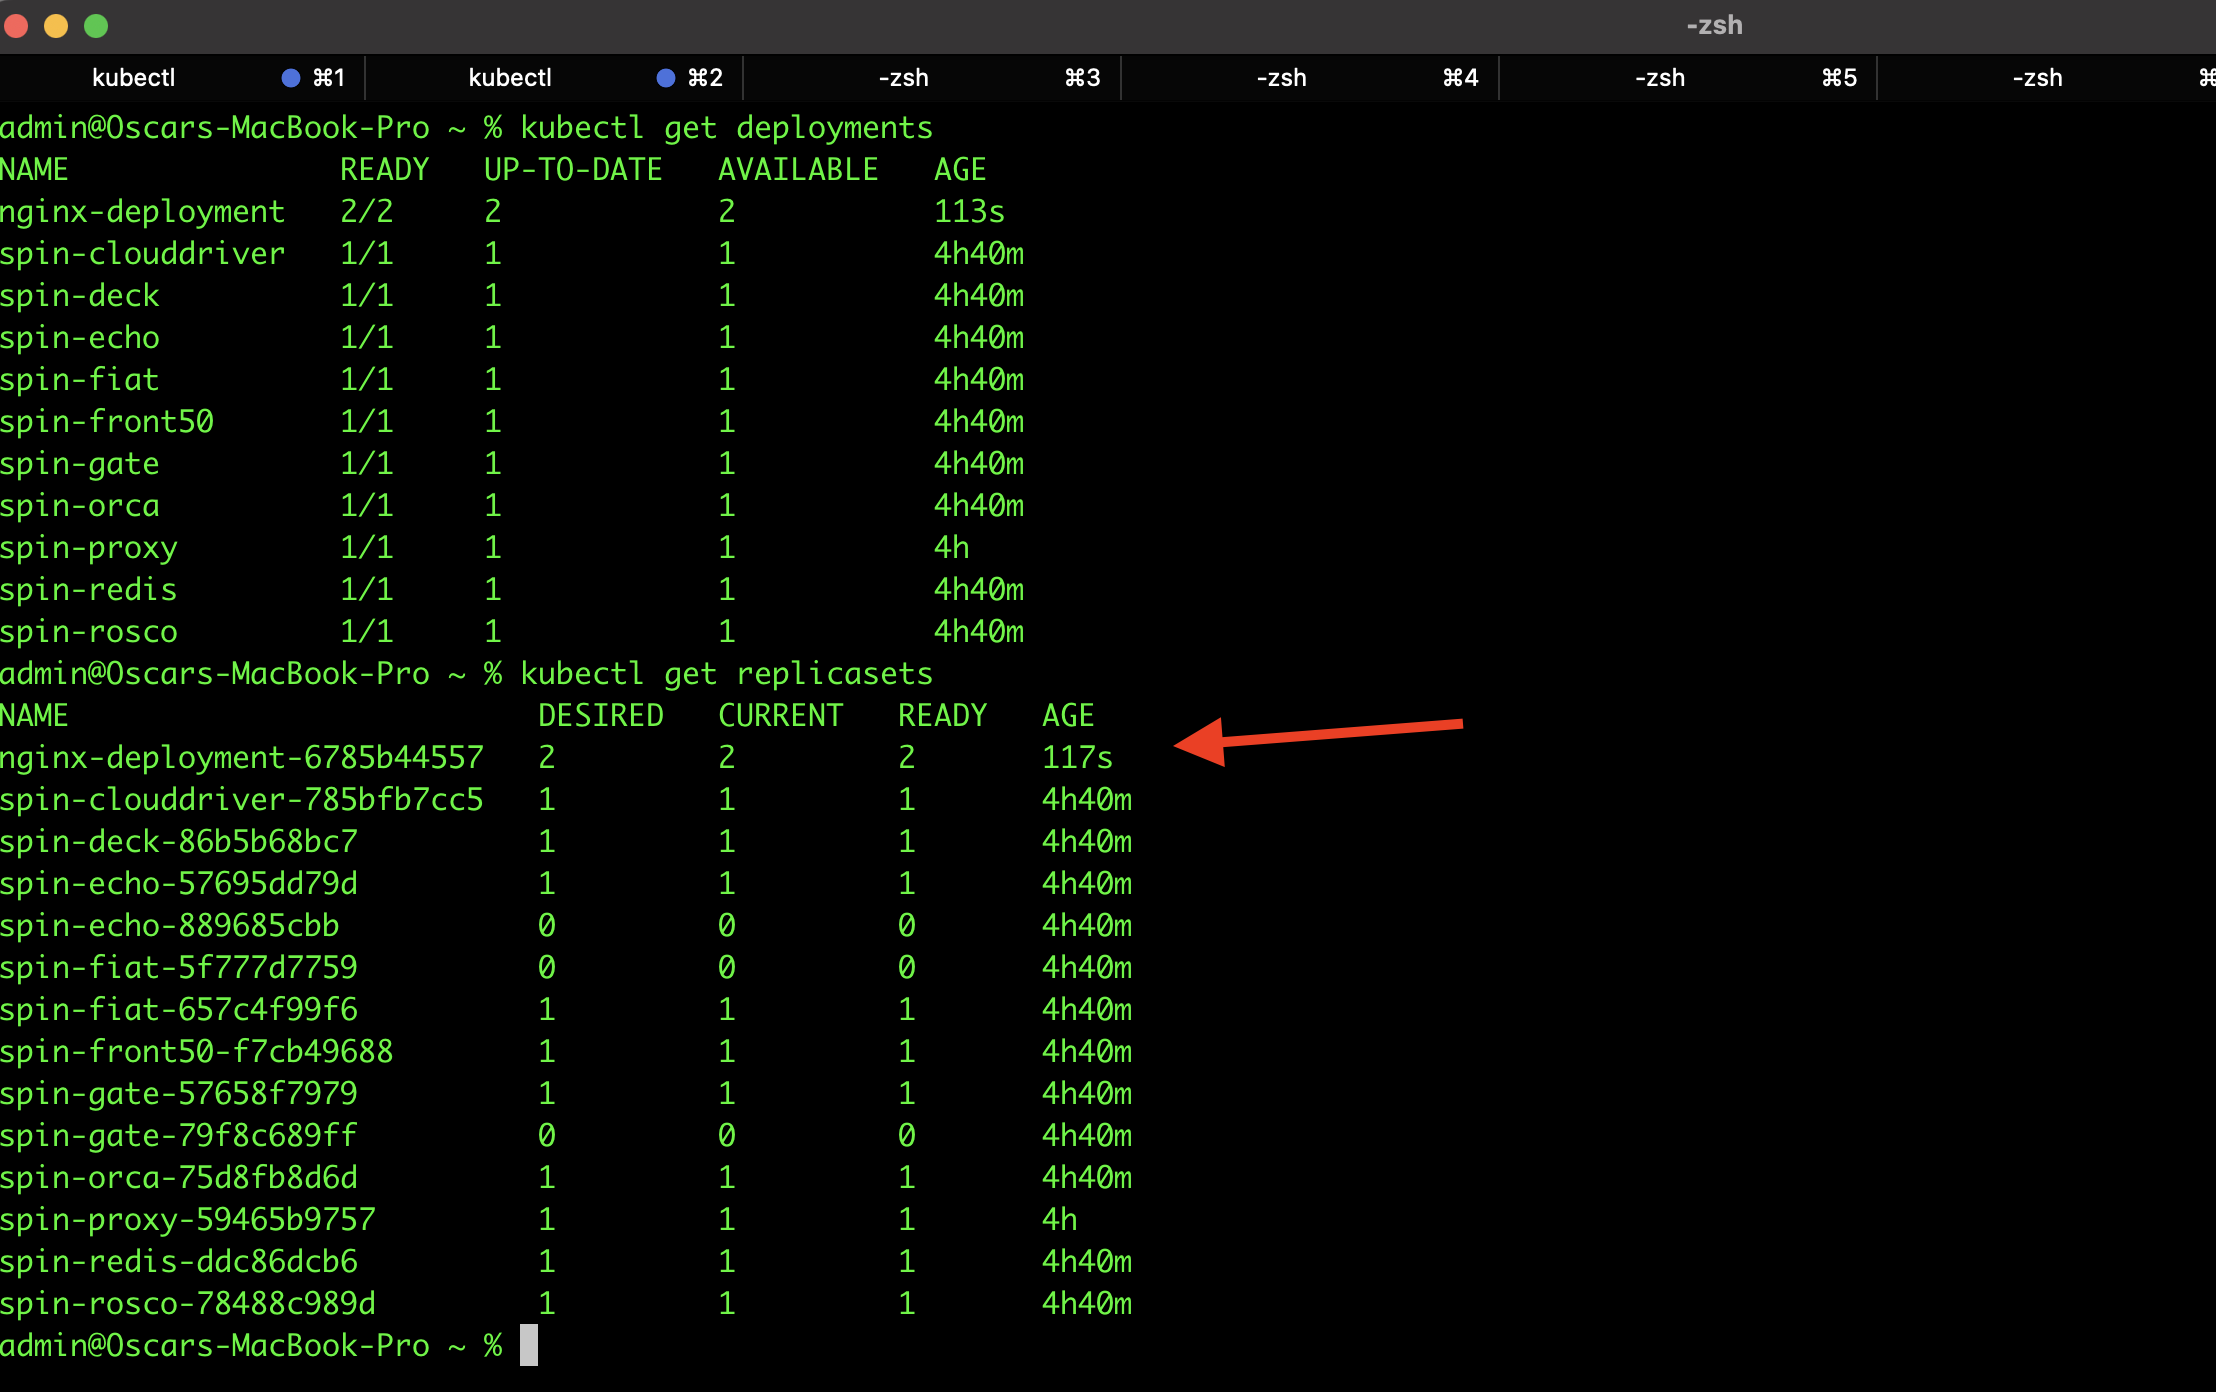 -zsh
kubectl ⌘1 kubectl ⌘2 -zsh ⌘3 -zsh ⌘4 -zsh ⌘5 -zsh ⌘
admin@Oscars-MacBook-Pro ~ % kubectl get deployments
NAME READY UP-TO-DATE AVAILABLE AGE
nginx-deployment 2/2 2 2 113s
spin-clouddriver 1/1 1 1 4h40m
spin-deck 1/1 1 1 4h40m
spin-echo 1/1 1 1 4h40m
spin-fiat 1/1 1 1 4h40m
spin-front50 1/1 1 1 4h40m
spin-gate 1/1 1 1 4h40m
spin-orca 1/1 1 1 4h40m
spin-proxy 1/1 1 1 4h
spin-redis 1/1 1 1 4h40m
spin-rosco 1/1 1 1 4h40m
admin@Oscars-MacBook-Pro ~ % kubectl get replicasets
NAME DESIRED CURRENT READY AGE
nginx-deployment-6785b44557 2 2 2 117s
spin-clouddriver-785bfb7cc5 1 1 1 4h40m
spin-deck-86b5b68bc7 1 1 1 4h40m
spin-echo-57695dd79d 1 1 1 4h40m
spin-echo-889685cbb 0 0 0 4h40m
spin-fiat-5f777d7759 0 0 0 4h40m
spin-fiat-657c4f99f6 1 1 1 4h40m
spin-front50-f7cb49688 1 1 1 4h40m
spin-gate-57658f7979 1 1 1 4h40m
spin-gate-79f8c689ff 0 0 0 4h40m
spin-orca-75d8fb8d6d 1 1 1 4h40m
spin-proxy-59465b9757 1 1 1 4h
spin-redis-ddc86dcb6 1 1 1 4h40m
spin-rosco-78488c989d 1 1 1 4h40m
admin@Oscars-MacBook-Pro ~ %